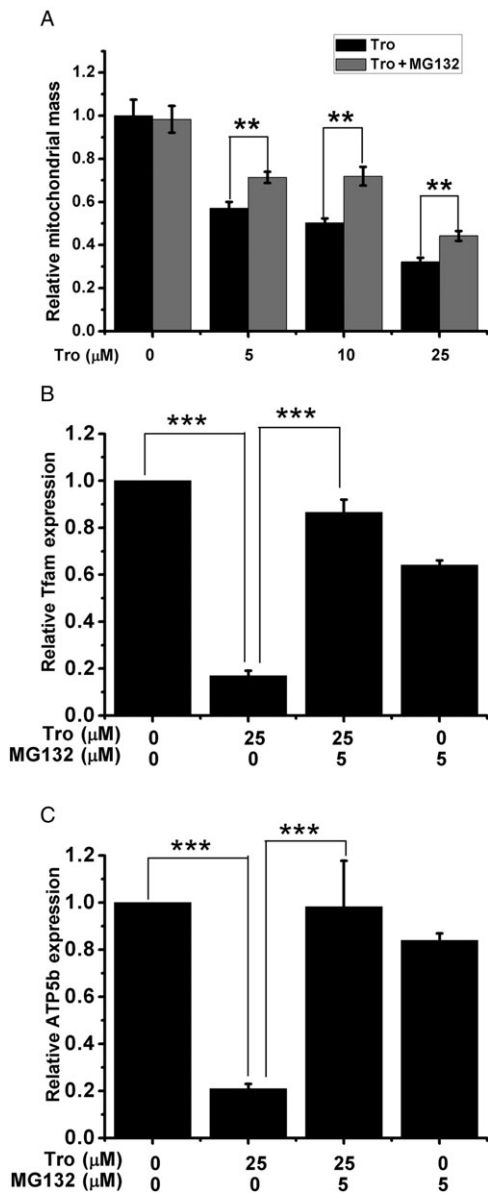 A
Tro
Tro + MG132
Relative mitochondrial mass
1.2
1.0
0.8
0.6
0.4
0.2
0.0
**
**
**
Tro (μM) 0 5 10 25
B
Relative Tfam expression
1.2
1.0
0.8
0.6
0.4
0.2
0.0
***
***
Tro (μM) 0 25 25 0
MG132 (μM) 0 0 5 5
C
Relative ATP5b expression
1.2
1.0
0.8
0.6
0.4
0.2
0.0
***
***
Tro (μM) 0 25 25 0
MG132 (μM) 0 0 5 5